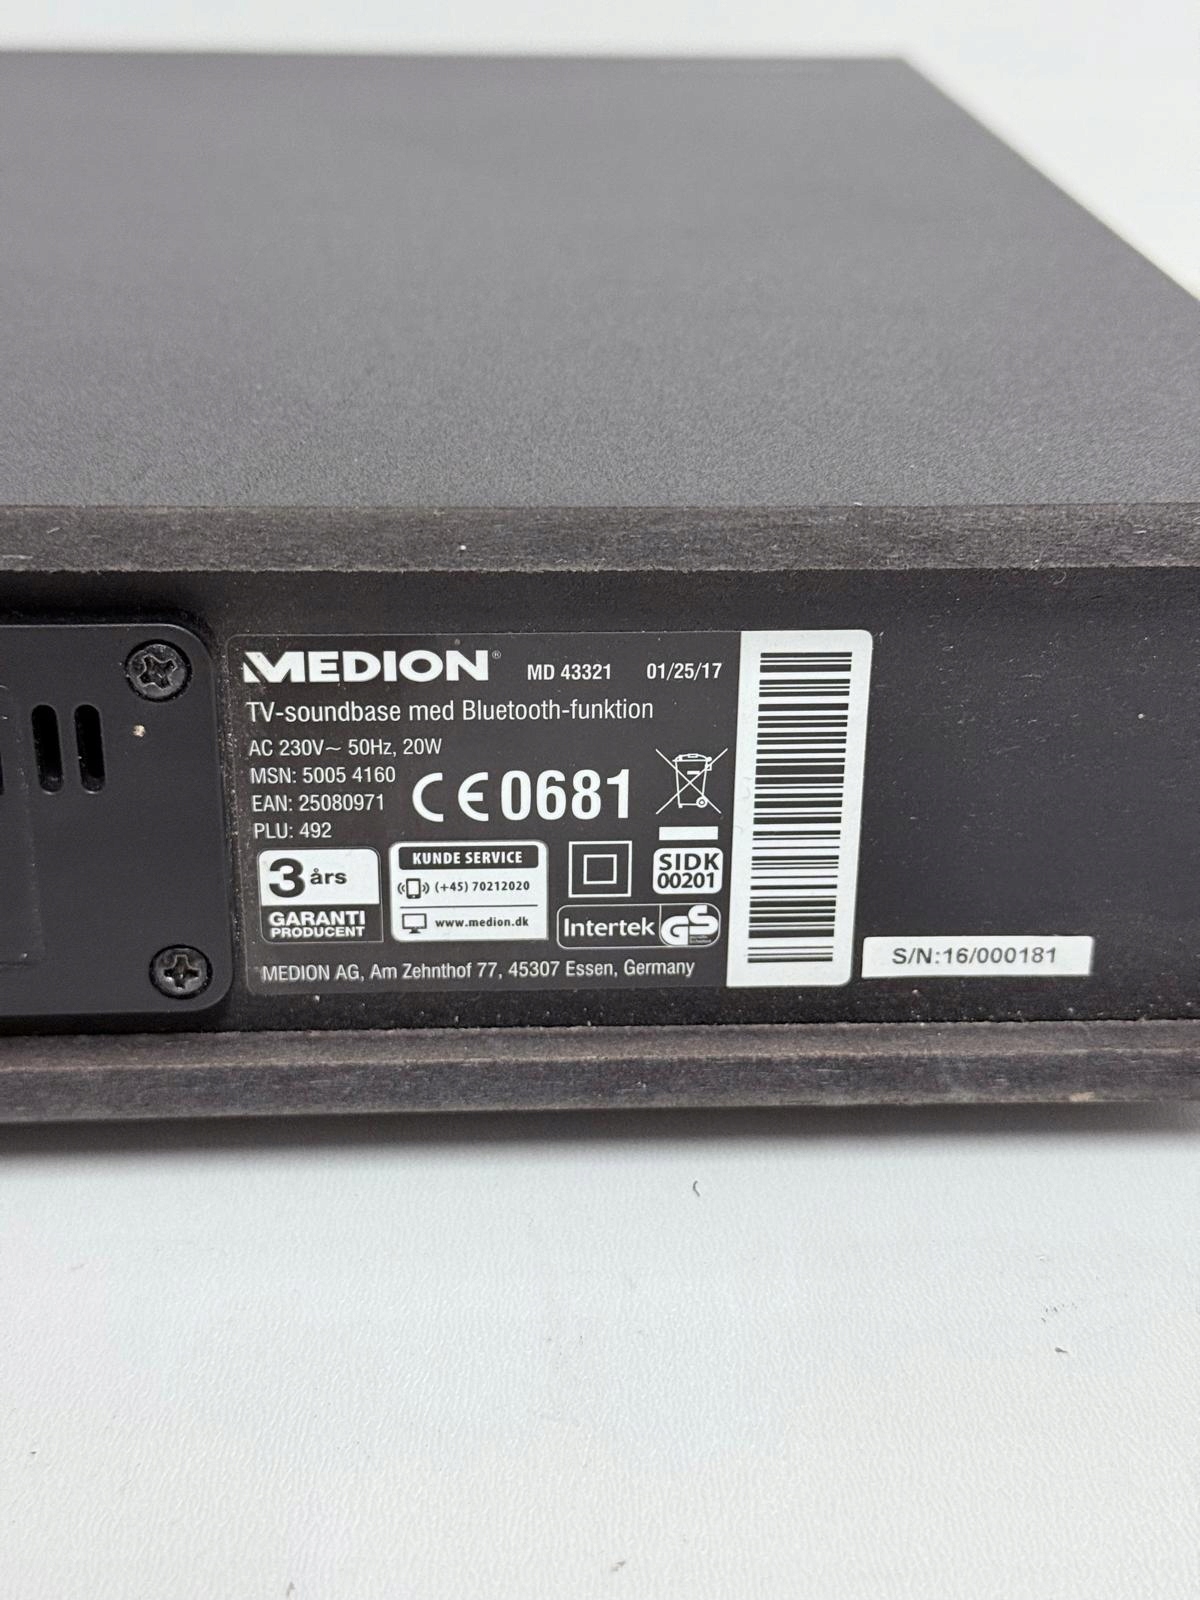 MEDION® MD 43321 01/25/17
TV-soundbase med Bluetooth-funktion
AC 230V~ 50Hz, 20W
MSN: 5005 4160
EAN: 25080971
PLU: 492
CE0681
3 års
GARANTI
PRODUCENT
KUNDE SERVICE
(+45) 70212020
www.medion.dk
SIDK
00201
Intertek GS
MEDION AG, Am Zehnthof 77, 45307 Essen, Germany
S/N:16/000181